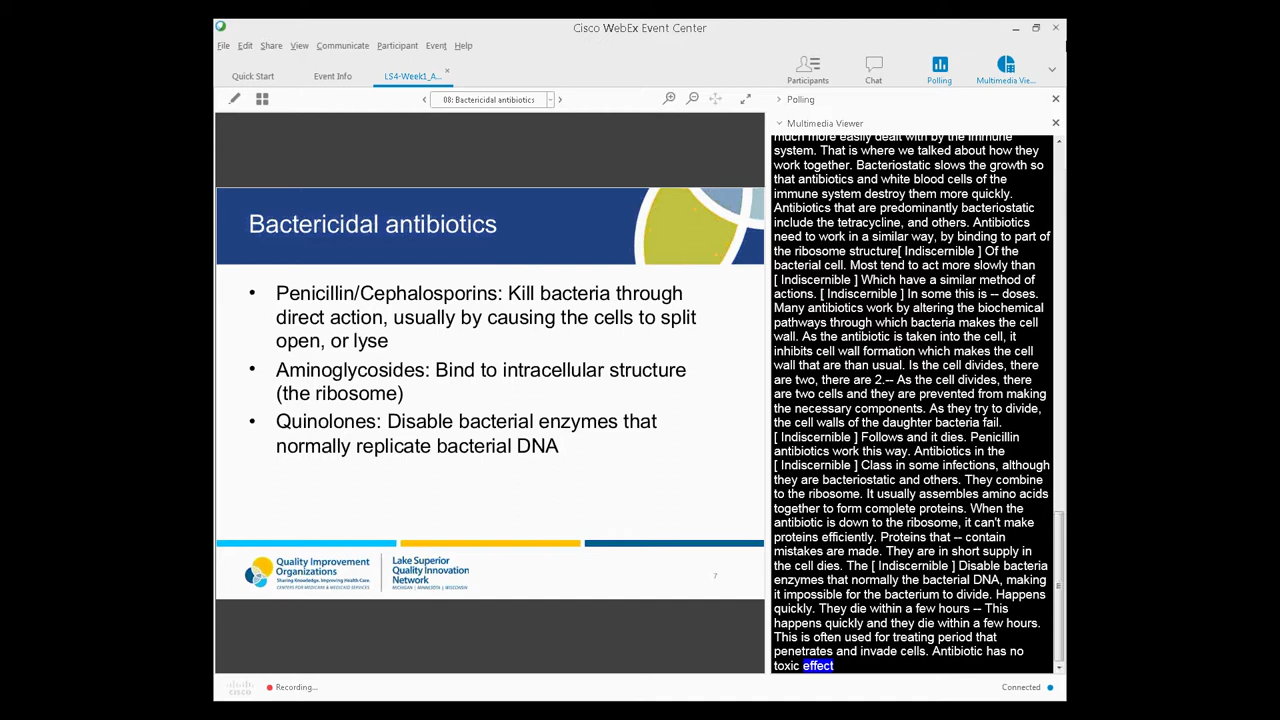 Cisco WebEx Event Center
File Edit Share View Communicate Participant Event Help
Quick Start Event Info LS4-Week1_A...
Participants Chat Polling Multimedia Vie...
08: Bactericidal antibiotics
Bactericidal antibiotics
• Penicillin/Cephalosporins: Kill bacteria through
direct action, usually by causing the cells to split
open, or lyse
• Aminoglycosides: Bind to intracellular structure
(the ribosome)
• Quinolones: Disable bacterial enzymes that
normally replicate bacterial DNA
Quality Improvement
Organizations
Sharing Knowledge. Improving Health Care.
CENTERS FOR MEDICARE & MEDICAID SERVICES
Lake Superior
Quality Innovation
Network
MICHIGAN | MINNESOTA | WISCONSIN
7
Polling
Multimedia Viewer
much more easily dealt with by the immune
system. That is where we talked about how they
work together. Bacteriostatic slows the growth so
that antibiotics and white blood cells of the
immune system destroy them more quickly.
Antibiotics that are predominantly bacteriostatic
include the tetracycline, and others. Antibiotics
need to work in a similar way, by binding to part of
the ribosome structure[ Indiscernible ] Of the
bacterial cell. Most tend to act more slowly than
[ Indiscernible ] Which have a similar method of
actions. [ Indiscernible ] In some this is -- doses.
Many antibiotics work by altering the biochemical
pathways through which bacteria makes the cell
wall. As the antibiotic is taken into the cell, it
inhibits cell wall formation which makes the cell
wall that are than usual. Is the cell divides, there
are two, there are 2.-- As the cell divides, there
are two cells and they are prevented from making
the necessary components. As they try to divide,
the cell walls of the daughter bacteria fail.
[ Indiscernible ] Follows and it dies. Penicillin
antibiotics work this way. Antibiotics in the
[ Indiscernible ] Class in some infections, although
they are bacteriostatic and others. They combine
to the ribosome. It usually assembles amino acids
together to form complete proteins. When the
antibiotic is down to the ribosome, it can't make
proteins efficiently. Proteins that -- contain
mistakes are made. They are in short supply in
the cell dies. The [ Indiscernible ] Disable bacteria
enzymes that normally the bacterial DNA, making
it impossible for the bacterium to divide. Happens
quickly. They die within a few hours -- This
happens quickly and they die within a few hours.
This is often used for treating period that
penetrates and invade cells. Antibiotic has no
toxic effect
cisco
Recording...
Connected